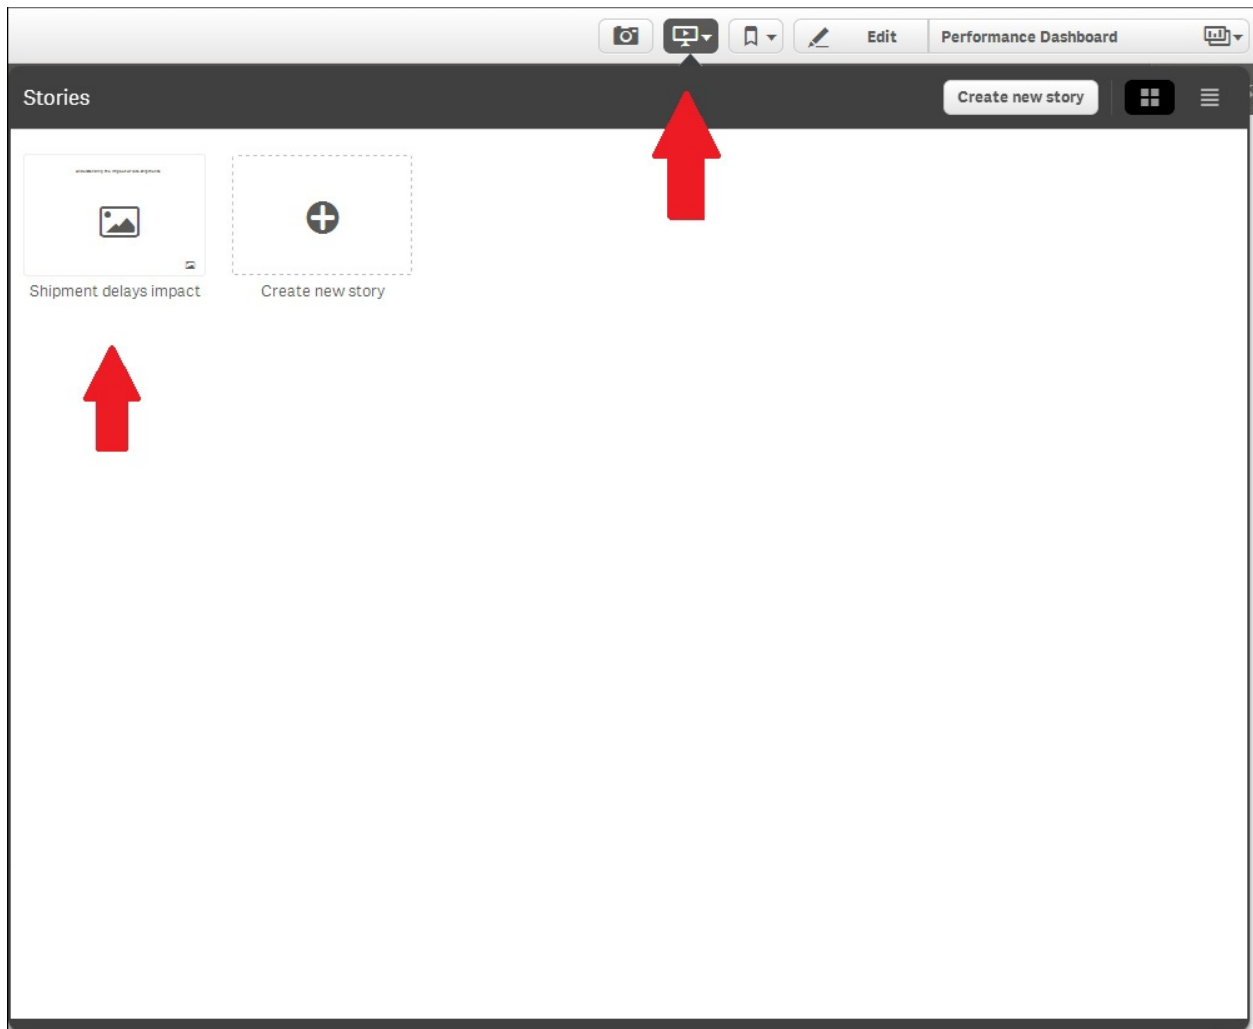 Edit
Performance Dashboard
Stories
Create new story
Shipment delays impact
Create new story